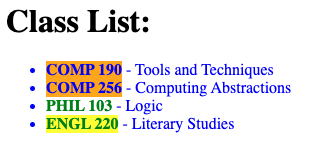 Class List:
• COMP 190 - Tools and Techniques
• COMP 256 - Computing Abstractions
• PHIL 103 - Logic
• ENGL 220 - Literary Studies